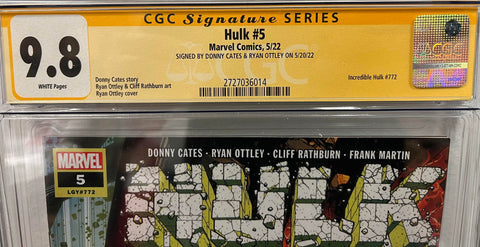 CGC Signature SERIES
9.8
WHITE Pages
Hulk #5
Marvel Comics, 5/22
SIGNED BY DONNY CATES & RYAN OTTLEY ON 5/20/22
Donny Cates story
Ryan Ottley & Cliff Rathburn art
Ryan Ottley cover
2727036014
Incredible Hulk #772
CGC
DONNY CATES · RYAN OTTLEY · CLIFF RATHBURN · FRANK MARTIN
MARVEL
5
LGY#772
HULK